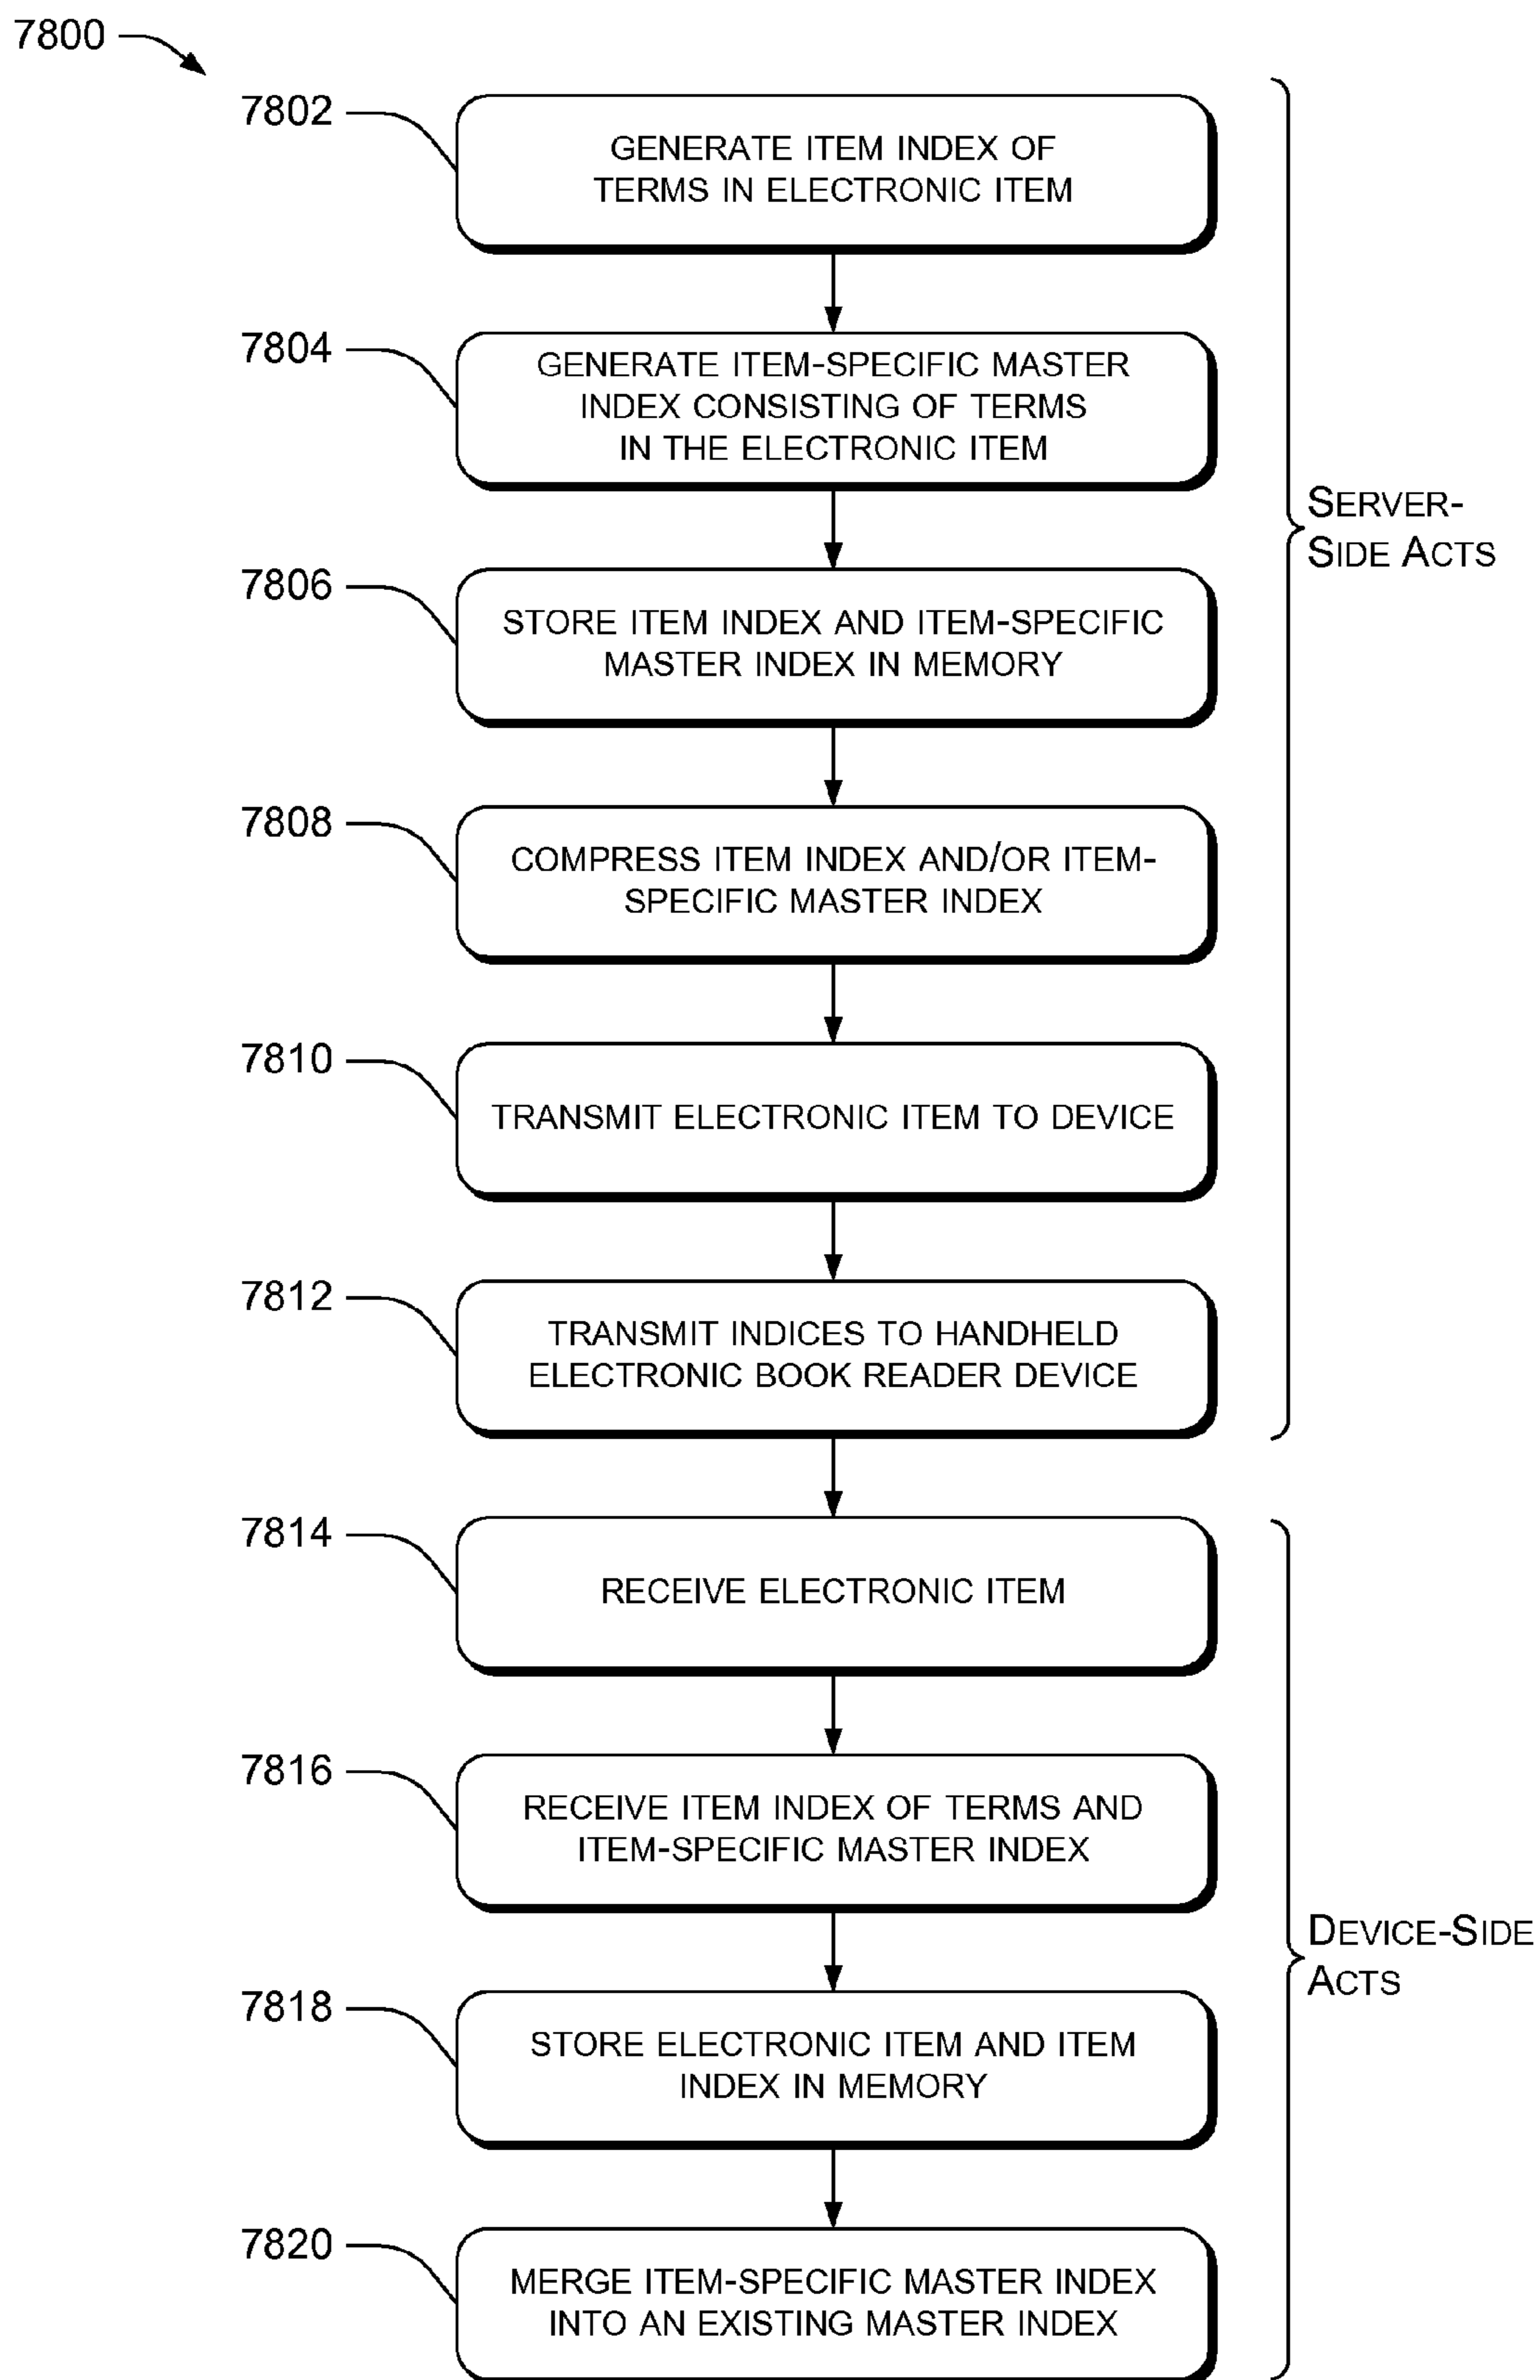 7800
7802
GENERATE ITEM INDEX OF
TERMS IN ELECTRONIC ITEM
7804
GENERATE ITEM-SPECIFIC MASTER
INDEX CONSISTING OF TERMS
IN THE ELECTRONIC ITEM
SERVER-
SIDE ACTS
7806
STORE ITEM INDEX AND ITEM-SPECIFIC
MASTER INDEX IN MEMORY
7808
COMPRESS ITEM INDEX AND/OR ITEM-
SPECIFIC MASTER INDEX
7810
TRANSMIT ELECTRONIC ITEM TO DEVICE
7812
TRANSMIT INDICES TO HANDHELD
ELECTRONIC BOOK READER DEVICE
7814
RECEIVE ELECTRONIC ITEM
7816
RECEIVE ITEM INDEX OF TERMS AND
ITEM-SPECIFIC MASTER INDEX
DEVICE-SIDE
ACTS
7818
STORE ELECTRONIC ITEM AND ITEM
INDEX IN MEMORY
7820
MERGE ITEM-SPECIFIC MASTER INDEX
INTO AN EXISTING MASTER INDEX